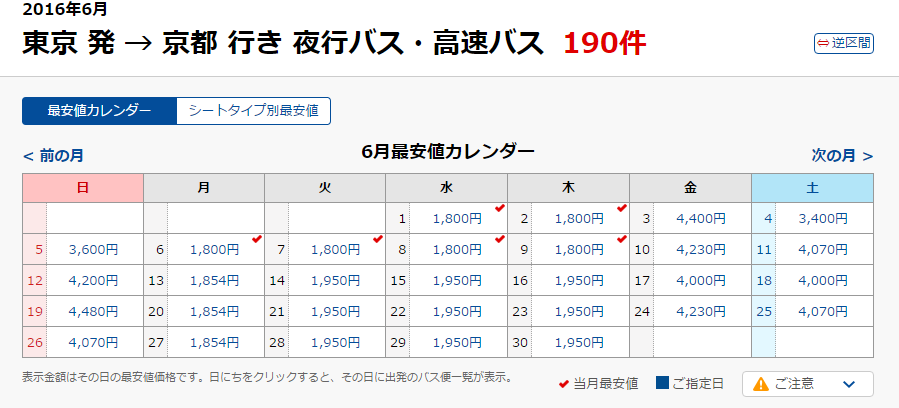 2016年6月
東京 発 → 京都 行き 夜行バス・高速バス 190件
⇔ 逆区間
最安値カレンダー シートタイプ別最安値
< 前の月 6月最安値カレンダー 次の月 >
日 月 火 水 木 金 土
1 1,800円 2 1,800円 3 4,400円 4 3,400円
5 3,600円 6 1,800円 7 1,800円 8 1,800円 9 1,800円 10 4,230円 11 4,070円
12 4,200円 13 1,854円 14 1,950円 15 1,950円 16 1,950円 17 4,000円 18 4,000円
19 4,480円 20 1,854円 21 1,950円 22 1,950円 23 1,950円 24 4,230円 25 4,070円
26 4,070円 27 1,854円 28 1,950円 29 1,950円 30 1,950円
表示金額はその日の最安値価格です。日にちをクリックすると、その日に出発のバス便一覧が表示。
当月最安値 ご指定日 ご注意